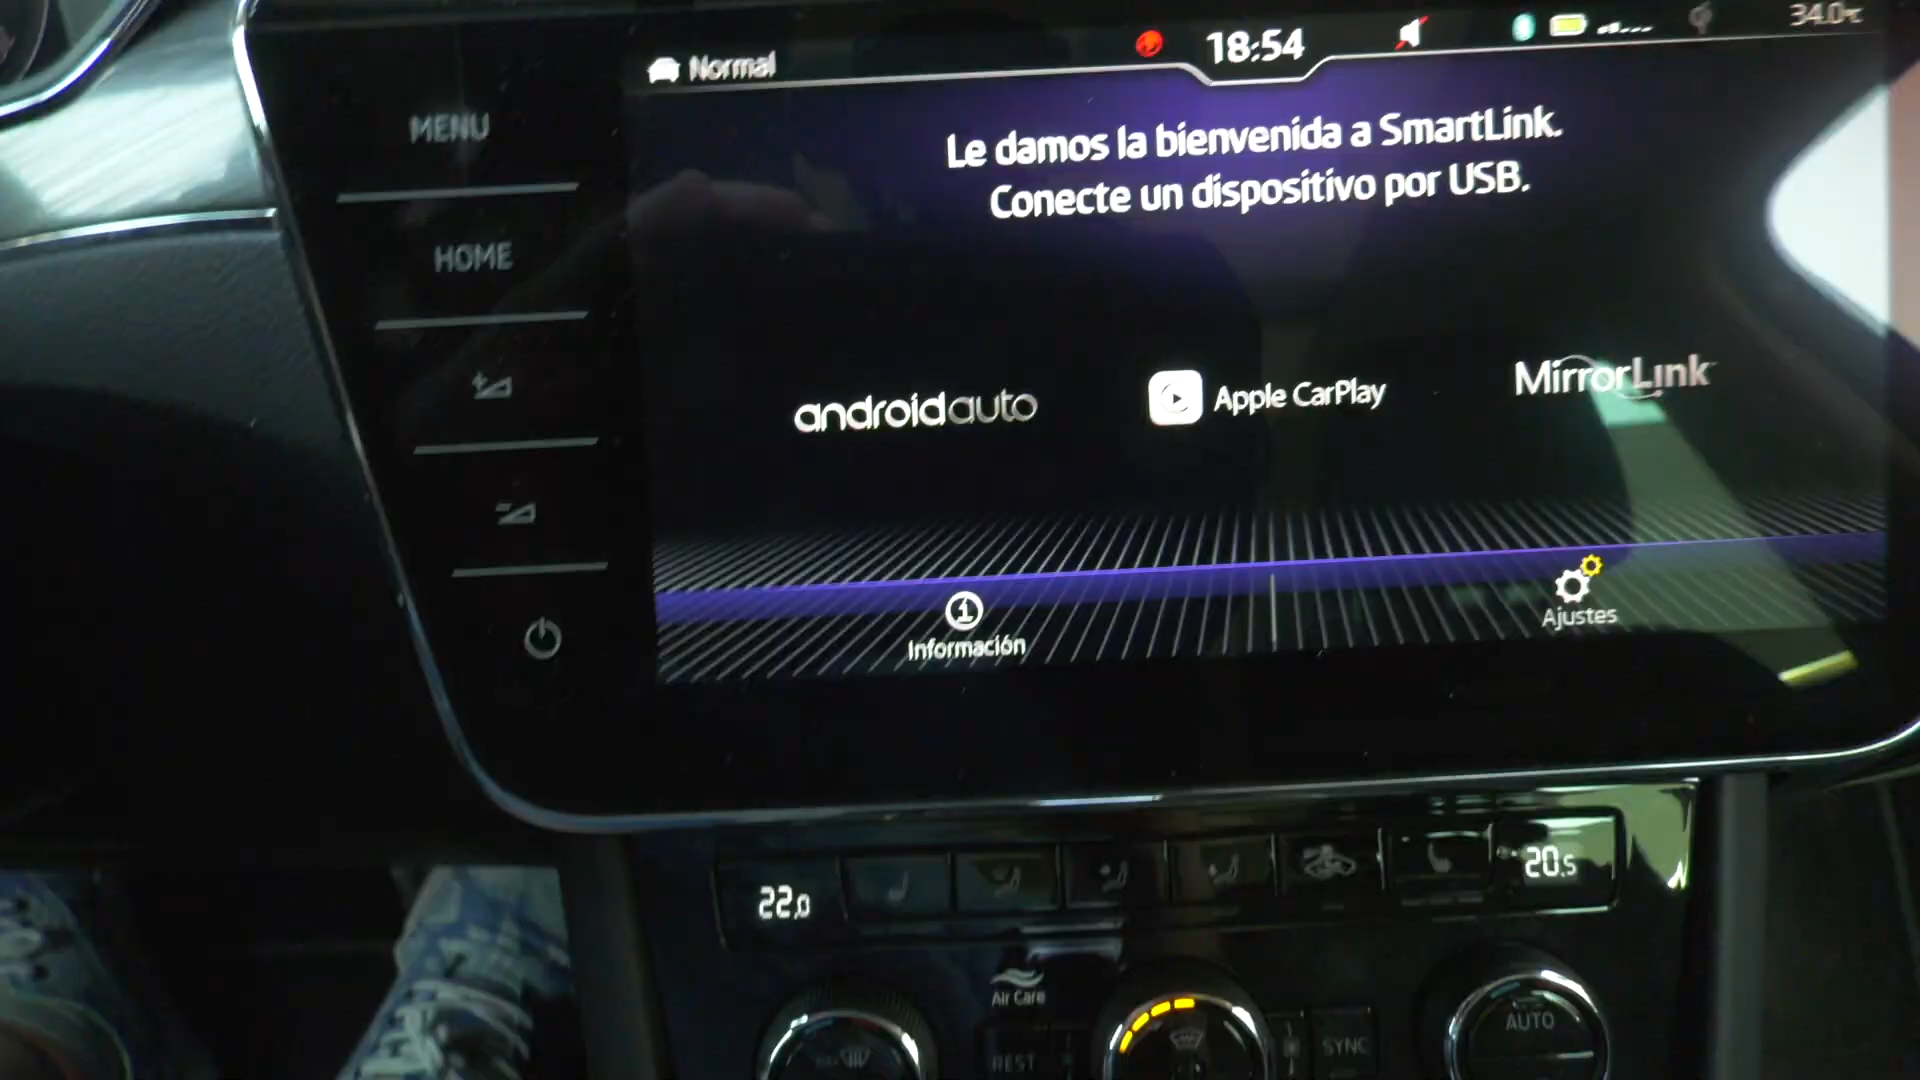 Normal
18:54
34.0°C
MENU
HOME
Le damos la bienvenida a SmartLink.
Conecte un dispositivo por USB.
androidauto
Apple CarPlay
MirrorLink
Información
Ajustes
22,0
20.5
Air Care
REST
SYNC
AUTO